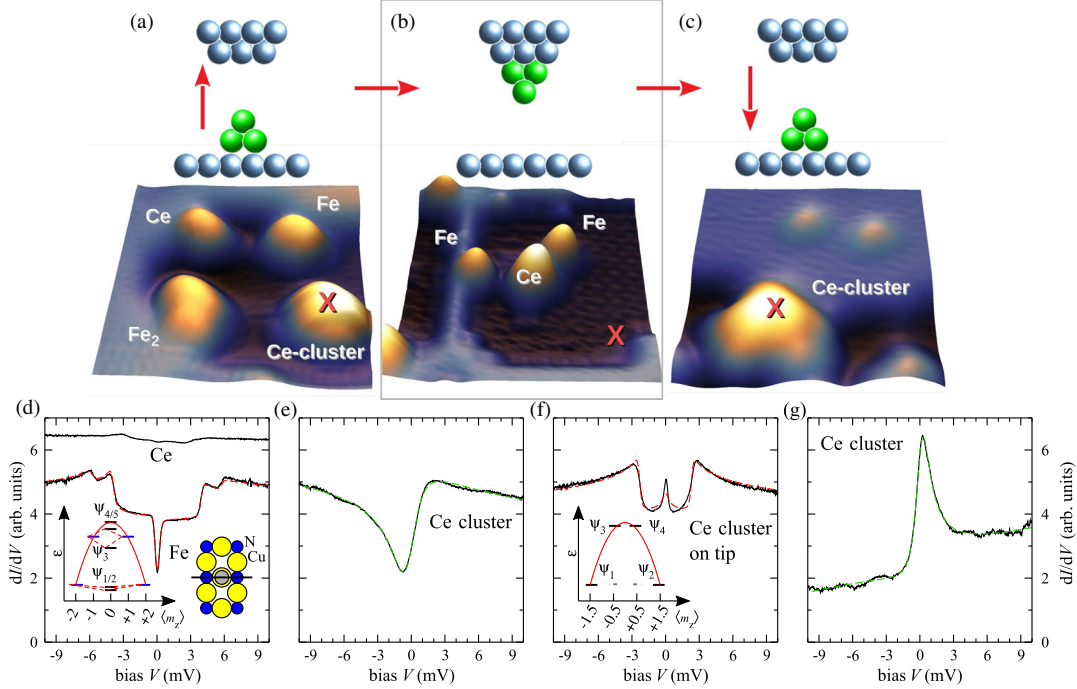 (a)
(b)
(c)
Ce
Fe
Fe₂
X
Ce-cluster
Fe
Fe
Ce
X
Ce-cluster
X
(d)
(e)
(f)
(g)
dI/dV (arb. units)
6
4
2
0
Ce
Fe
ε
ψ4/5
ψ3
ψ1/2
-2
-1
0
+1
+2
⟨mz⟩
N
Cu
-9 -6 -3 0 3 6 9
bias V (mV)
Ce cluster
-9 -6 -3 0 3 6 9
bias V (mV)
Ce cluster
on tip
ε
ψ3 ψ4
ψ1 ψ2
-1.5
-0.5
+0.5
+1.5
⟨mz⟩
-9 -6 -3 0 3 6 9
bias V (mV)
Ce cluster
-9 -6 -3 0 3 6 9
bias V (mV)
6
4
2
0
dI/dV (arb. units)